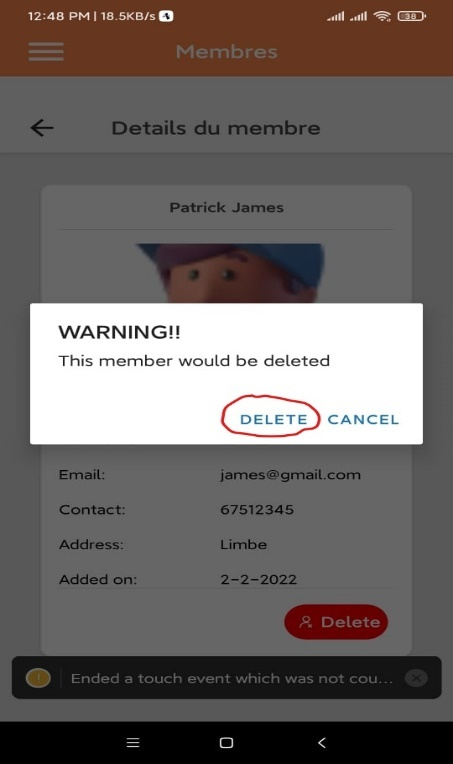 12:48 PM | 18.5KB/s
38
Membres
Details du membre
Patrick James
WARNING!!
This member would be deleted
DELETE CANCEL
Email: james@gmail.com
Contact: 67512345
Address: Limbe
Added on: 2-2-2022
Delete
Ended a touch event which was not cou...